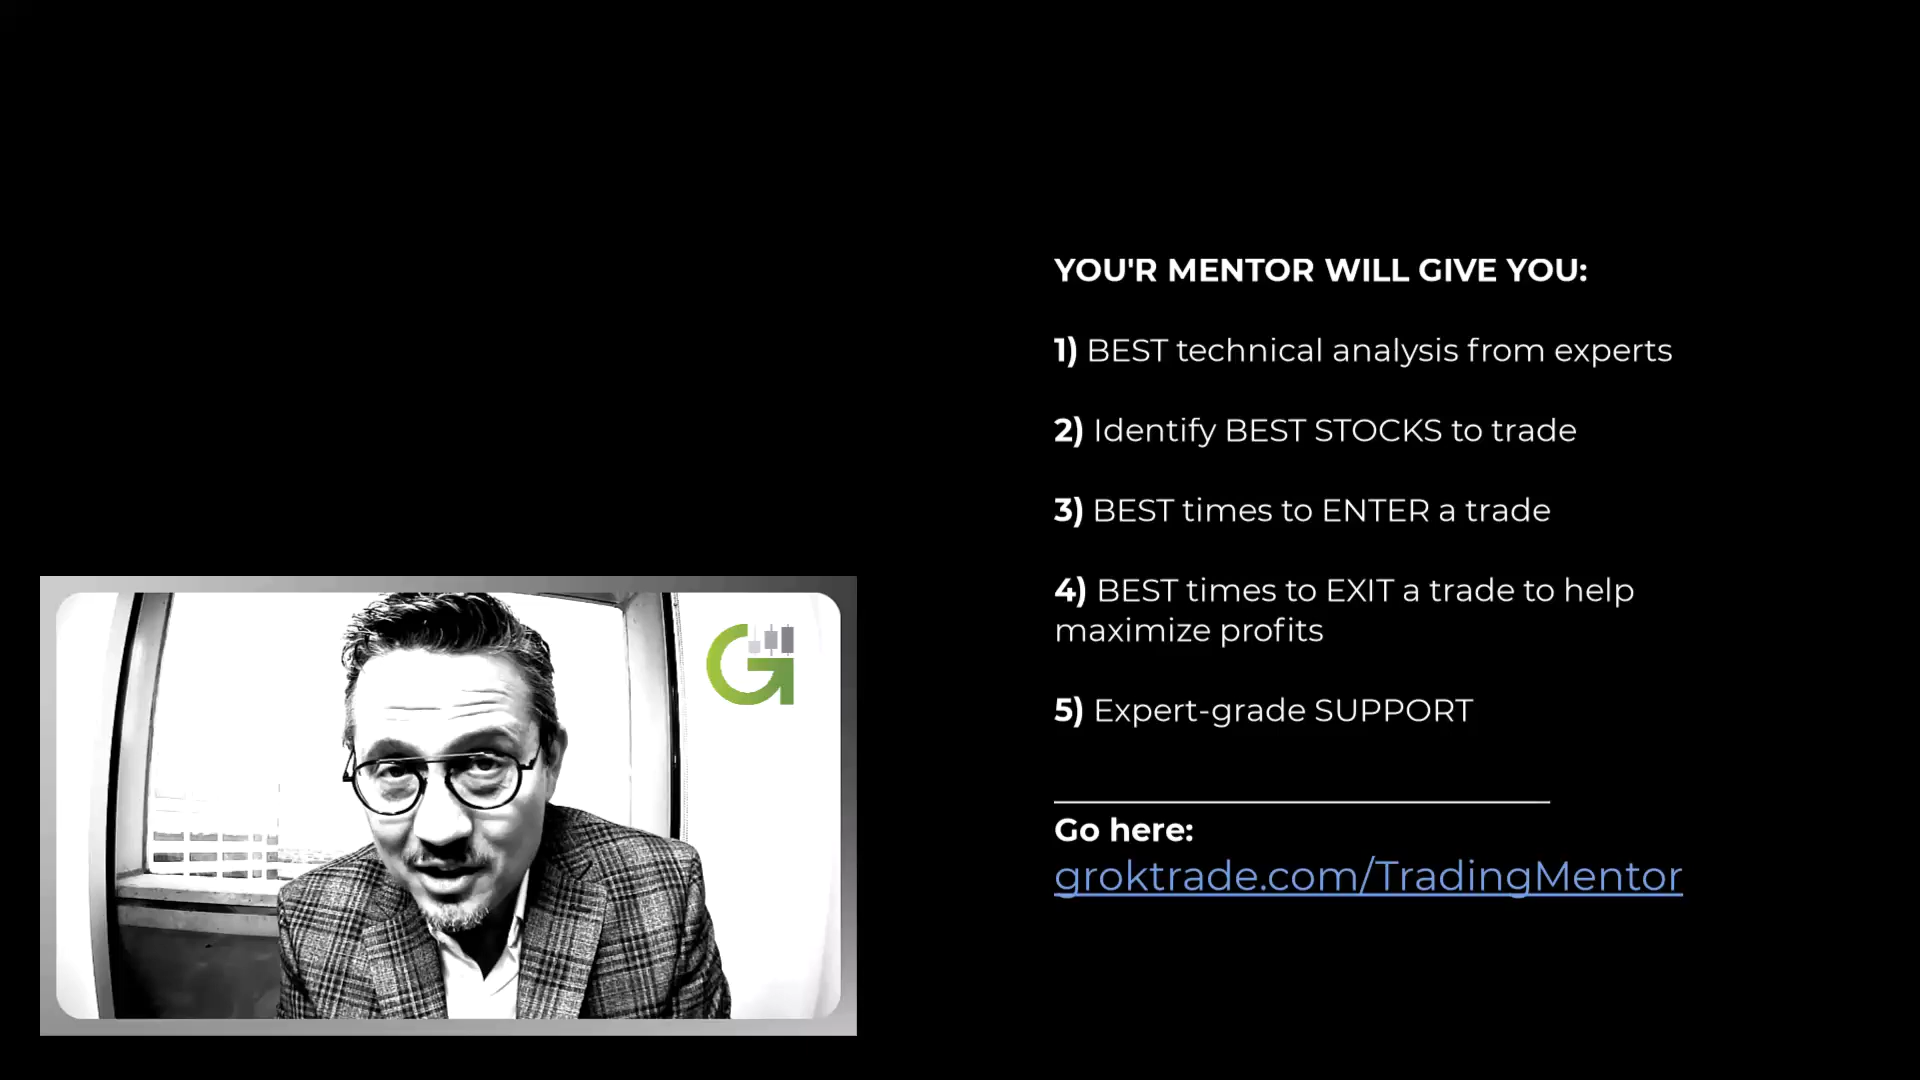 YOU'R MENTOR WILL GIVE YOU:
1) BEST technical analysis from experts
2) Identify BEST STOCKS to trade
3) BEST times to ENTER a trade
4) BEST times to EXIT a trade to help
maximize profits
5) Expert-grade SUPPORT
Go here:
groktrade.com/TradingMentor